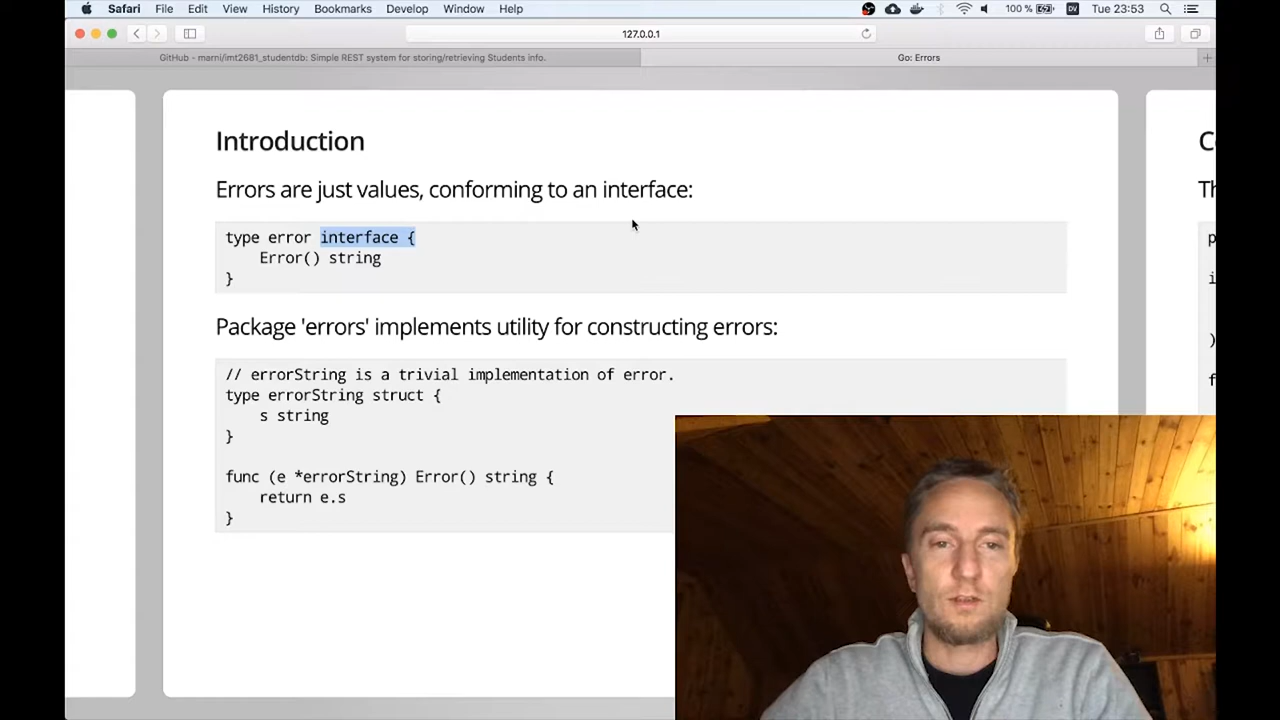 Safari File Edit View History Bookmarks Develop Window Help 100 % DV Tue 23:53
127.0.0.1
GitHub - marni/imt2681_studentdb: Simple REST system for storing/retrieving Students info.
Go: Errors
Introduction
Errors are just values, conforming to an interface:
type error interface {
Error() string
}
Package 'errors' implements utility for constructing errors:
// errorString is a trivial implementation of error.
type errorString struct {
s string
}
func (e *errorString) Error() string {
return e.s
}